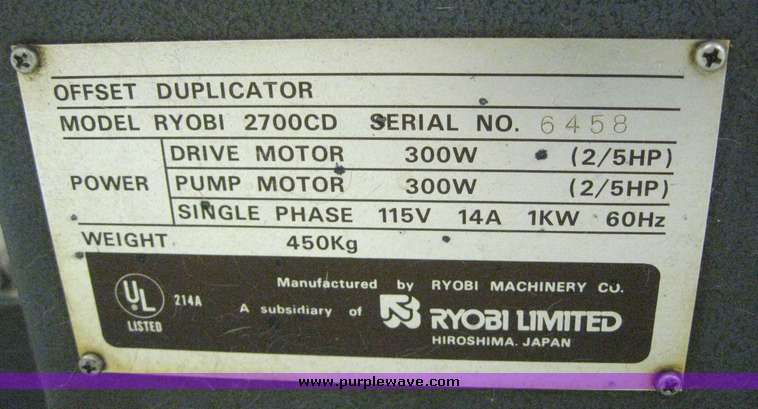 OFFSET DUPLICATOR
MODEL RYOBI 2700CD SERIAL NO. 6458
POWER
DRIVE MOTOR 300W (2/5HP)
PUMP MOTOR 300W (2/5HP)
SINGLE PHASE 115V 14A 1KW 60Hz
WEIGHT 450Kg
UL
LISTED
214A
Manufactured by RYOBI MACHINERY CO.
A subsidiary of RYOBI LIMITED
HIROSHIMA. JAPAN
www.purplewave.com